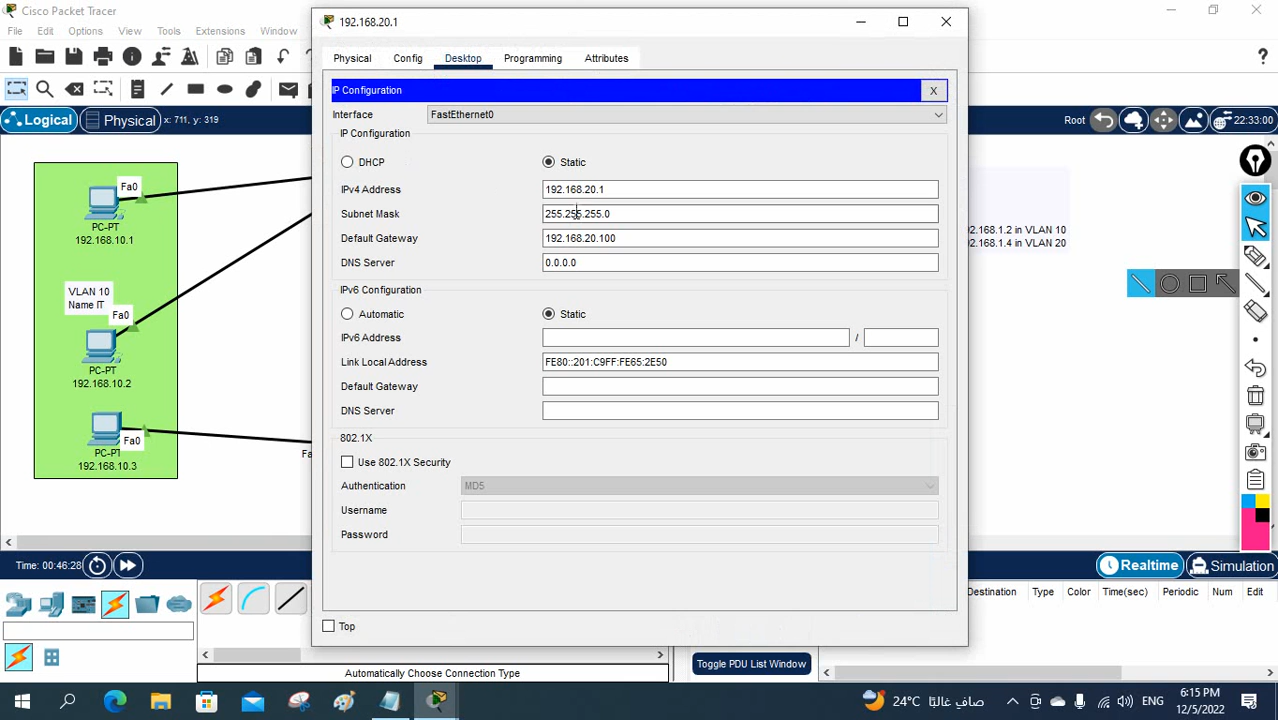 Cisco Packet Tracer
File Edit Options View Tools Extensions Window
Logical Physical x: 711, y: 319
Root 22:33:00
192.168.20.1
Physical Config Desktop Programming Attributes
IP Configuration X
Interface FastEthernet0
IP Configuration
DHCP Static
IPv4 Address 192.168.20.1
Subnet Mask 255.255.255.0
Default Gateway 192.168.20.100
DNS Server 0.0.0.0
IPv6 Configuration
Automatic Static
IPv6 Address /
Link Local Address FE80::201:C9FF:FE65:2E50
Default Gateway
DNS Server
802.1X
Use 802.1X Security
Authentication MD5
Username
Password
Top
Fa0
PC-PT
192.168.10.1
VLAN 10
Name IT
Fa0
PC-PT
192.168.10.2
Fa0
PC-PT
192.168.10.3
Fa
92.168.1.2 in VLAN 10
92.168.1.4 in VLAN 20
Time: 00:46:28
Realtime Simulation
Destination Type Color Time(sec) Periodic Num Edit
Automatically Choose Connection Type
Toggle PDU List Window
24°C صافٍ غالبًا ENG
6:15 PM
12/5/2022